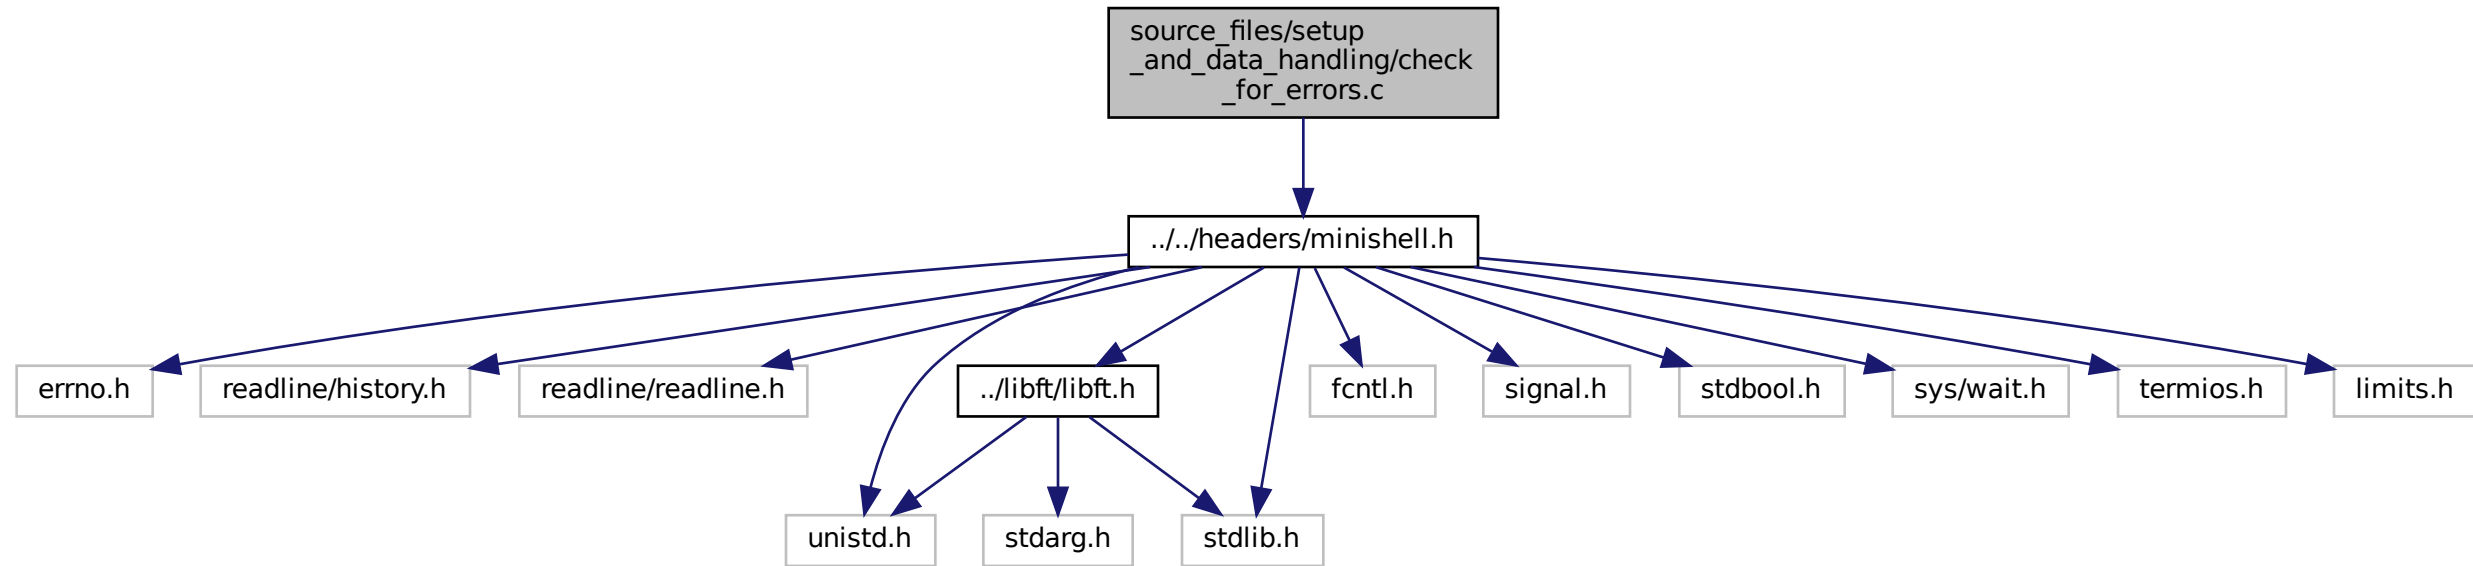 source_files/setup
_and_data_handling/check
_for_errors.c
../../headers/minishell.h
errno.h
readline/history.h
readline/readline.h
../libft/libft.h
fcntl.h
signal.h
stdbool.h
sys/wait.h
termios.h
limits.h
unistd.h
stdarg.h
stdlib.h